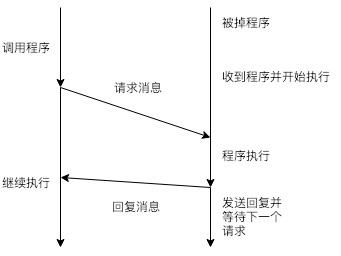 被掉程序
调用程序
收到程序并开始执行
请求消息
程序执行
继续执行
回复消息
发送回复并
等待下一个
请求